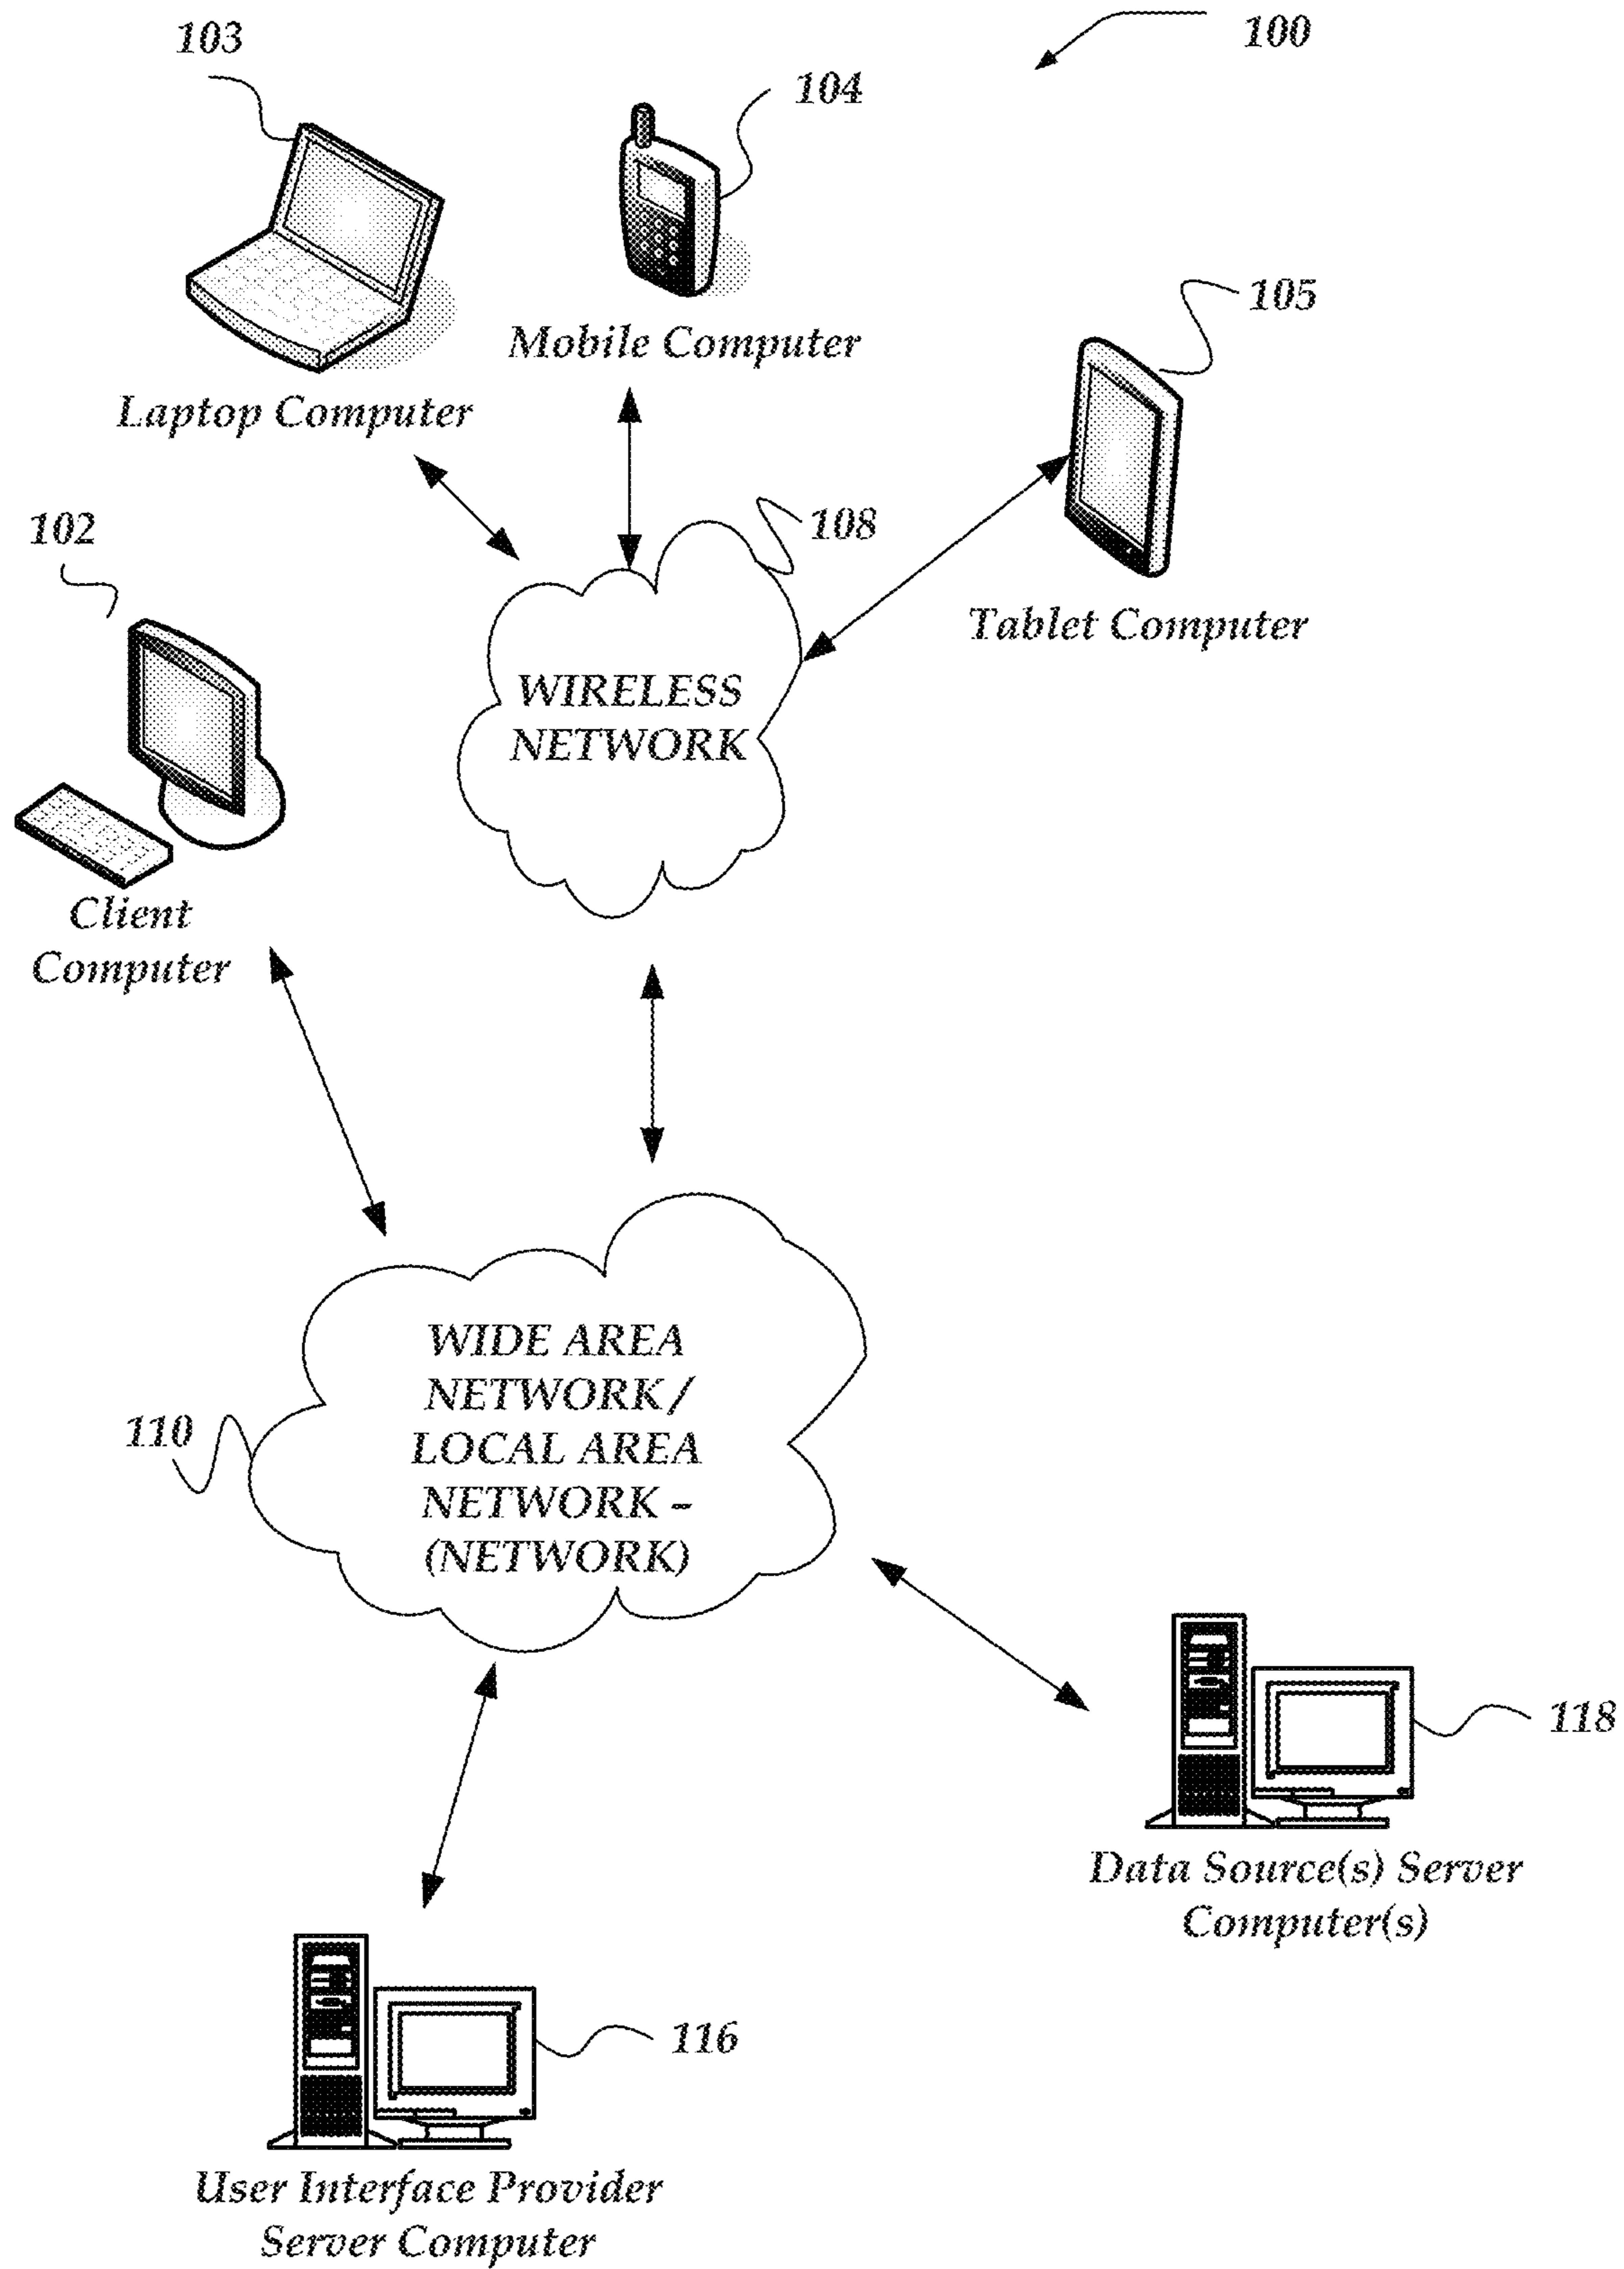 100
103
104
Mobile Computer
105
Laptop Computer
108
102
Tablet Computer
WIRELESS
NETWORK
Client
Computer
WIDE AREA
NETWORK /
LOCAL AREA
NETWORK –
(NETWORK)
110
118
Data Source(s) Server
Computer(s)
116
User Interface Provider
Server Computer